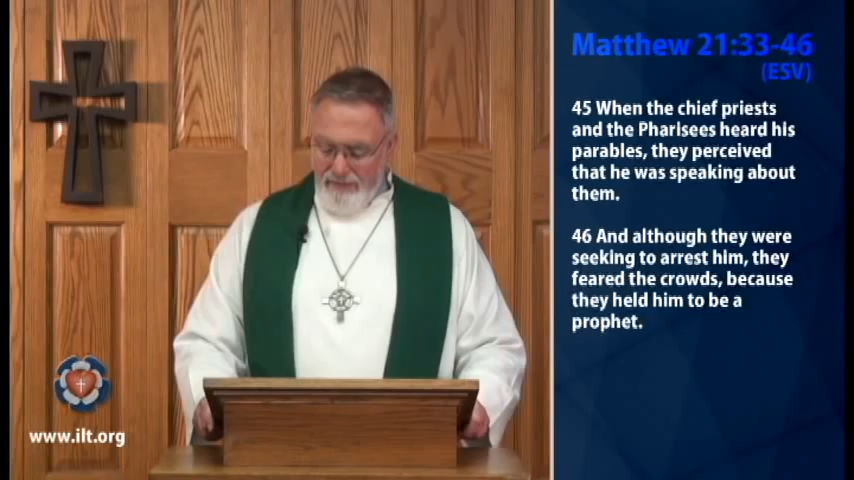 Matthew 21:33-46
(ESV)
45 When the chief priests
and the Pharisees heard his
parables, they perceived
that he was speaking about
them.
46 And although they were
seeking to arrest him, they
feared the crowds, because
they held him to be a
prophet.
www.ilt.org